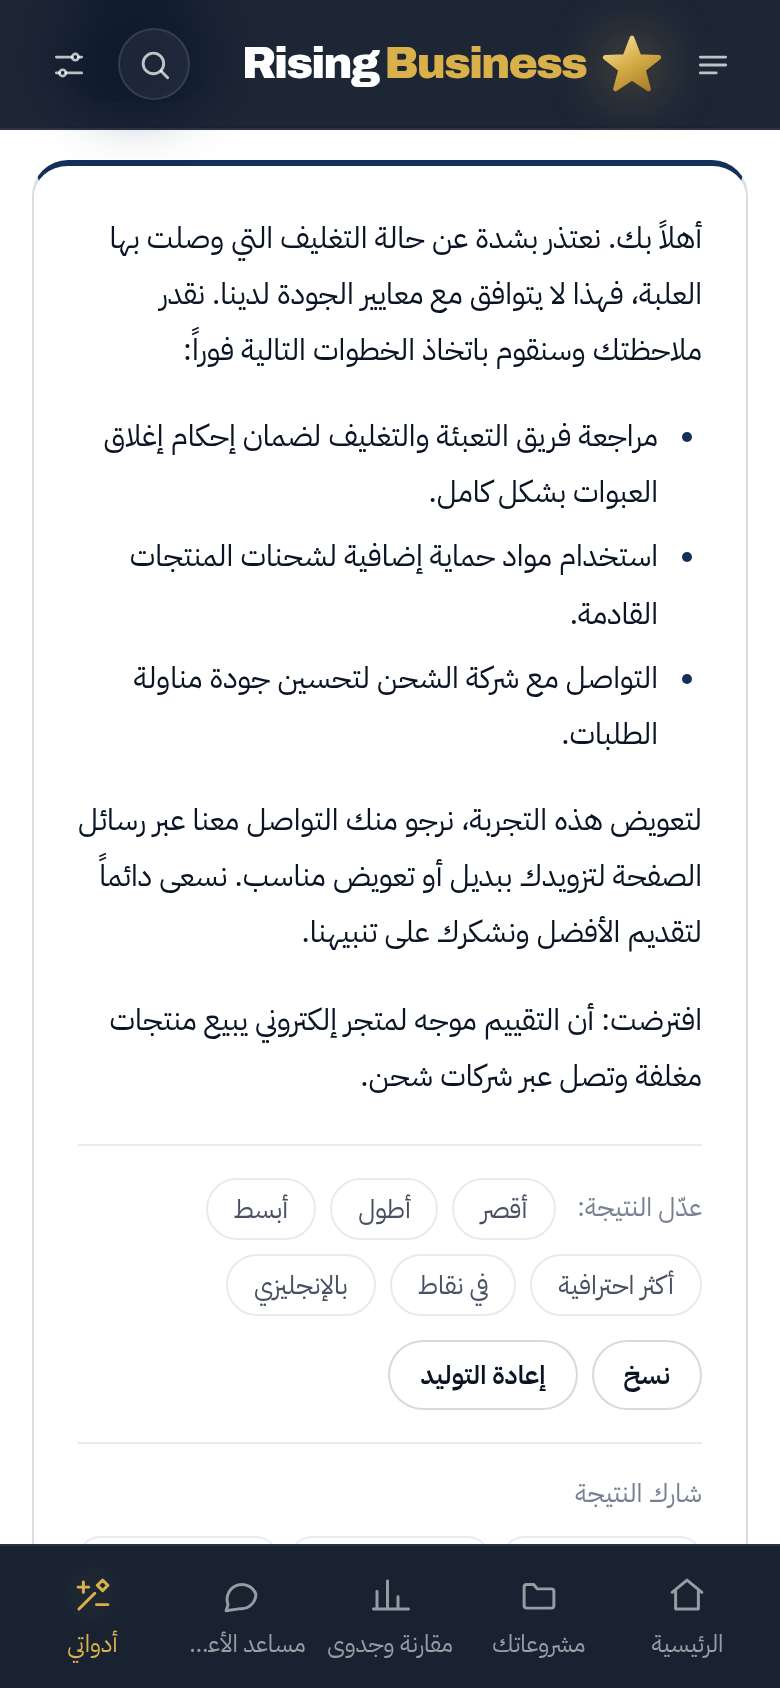 Rising Business
أهلاً بك. نعتذر بشدة عن حالة التغليف التي وصلت بها
العلبة، فهذا لا يتوافق مع معايير الجودة لدينا. نقدر
ملاحظتك وسنقوم باتخاذ الخطوات التالية فوراً:
• مراجعة فريق التعبئة والتغليف لضمان إحكام إغلاق
العبوات بشكل كامل.
• استخدام مواد حماية إضافية لشحنات المنتجات
القادمة.
• التواصل مع شركة الشحن لتحسين جودة مناولة
الطلبات.
لتعويض هذه التجربة، نرجو منك التواصل معنا عبر رسائل
الصفحة لتزويدك ببديل أو تعويض مناسب. نسعى دائماً
لتقديم الأفضل ونشكرك على تنبيهنا.
افترضت: أن التقييم موجه لمتجر إلكتروني يبيع منتجات
مغلفة وتصل عبر شركات شحن.
عدّل النتيجة: أقصر أطول أبسط
أكثر احترافية في نقاط بالإنجليزي
نسخ إعادة التوليد
شارك النتيجة
الرئيسية مشروعاتك مقارنة وجدوى مساعد الأعـ... أدواتي